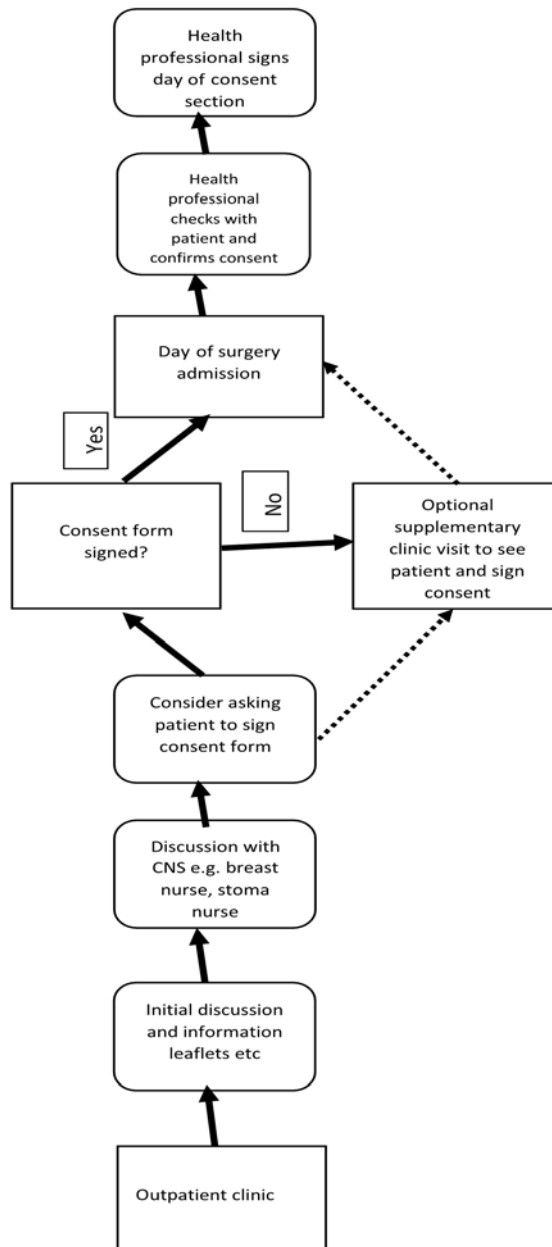 Health
professional signs
day of consent
section
Health
professional
checks with
patient and
confirms consent
Day of surgery
admission
Yes
Consent form
signed?
No
Optional
supplementary
clinic visit to see
patient and sign
consent
Consider asking
patient to sign
consent form
Discussion with
CNS e.g. breast
nurse, stoma
nurse
Initial discussion
and information
leaflets etc
Outpatient clinic